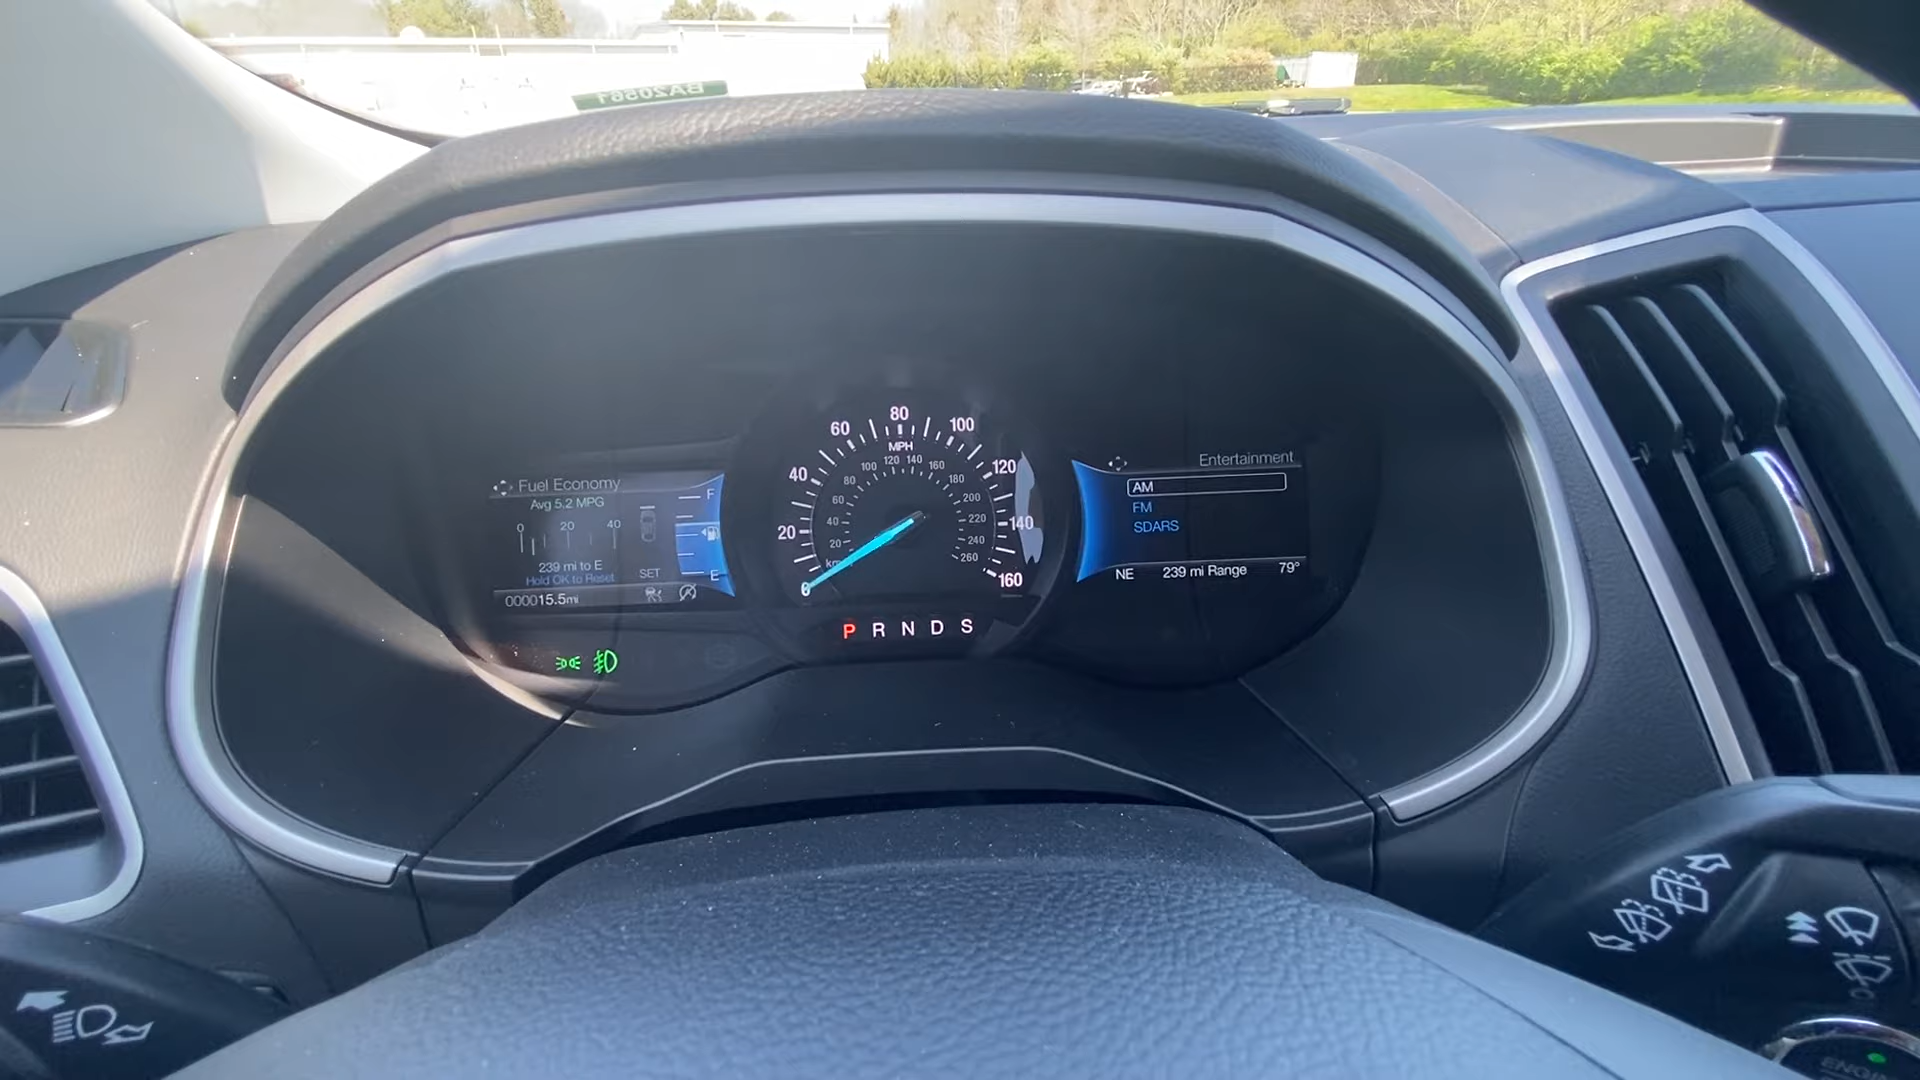 BA20567
Fuel Economy
Avg 5.2 MPG
0 20 40
239 mi to E
Hold OK to Reset
SET
000015.5mi
F
E
0 20 40 60 80 100 120 140 160
MPH
20 40 60 80 100 120 140 160 180 200 220 240 260
P R N D S
Entertainment
AM
FM
SDARS
NE 239 mi Range 79°